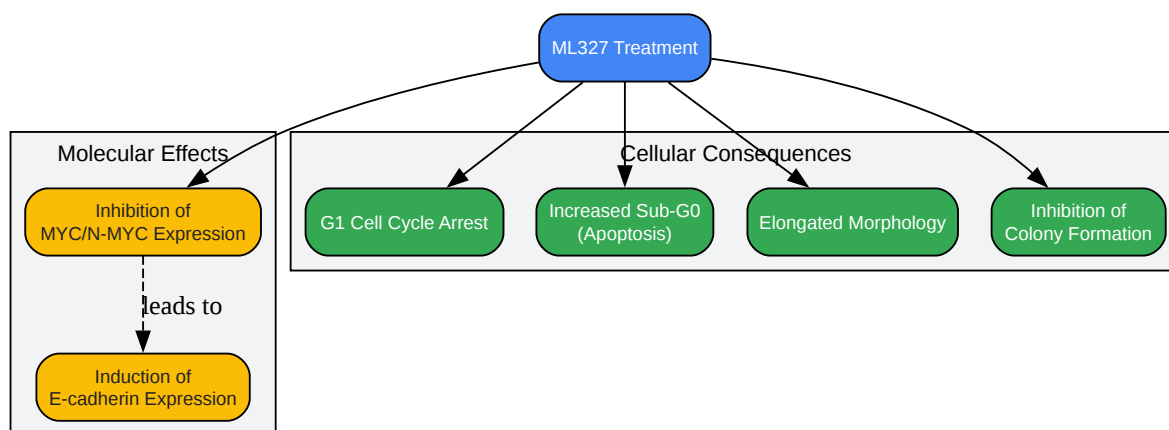 ML327 Treatment
Molecular Effects
Inhibition of
MYC/N-MYC Expression
leads to
Induction of
E-cadherin Expression
Cellular Consequences
G1 Cell Cycle Arrest
Increased Sub-G0
(Apoptosis)
Elongated Morphology
Inhibition of
Colony Formation